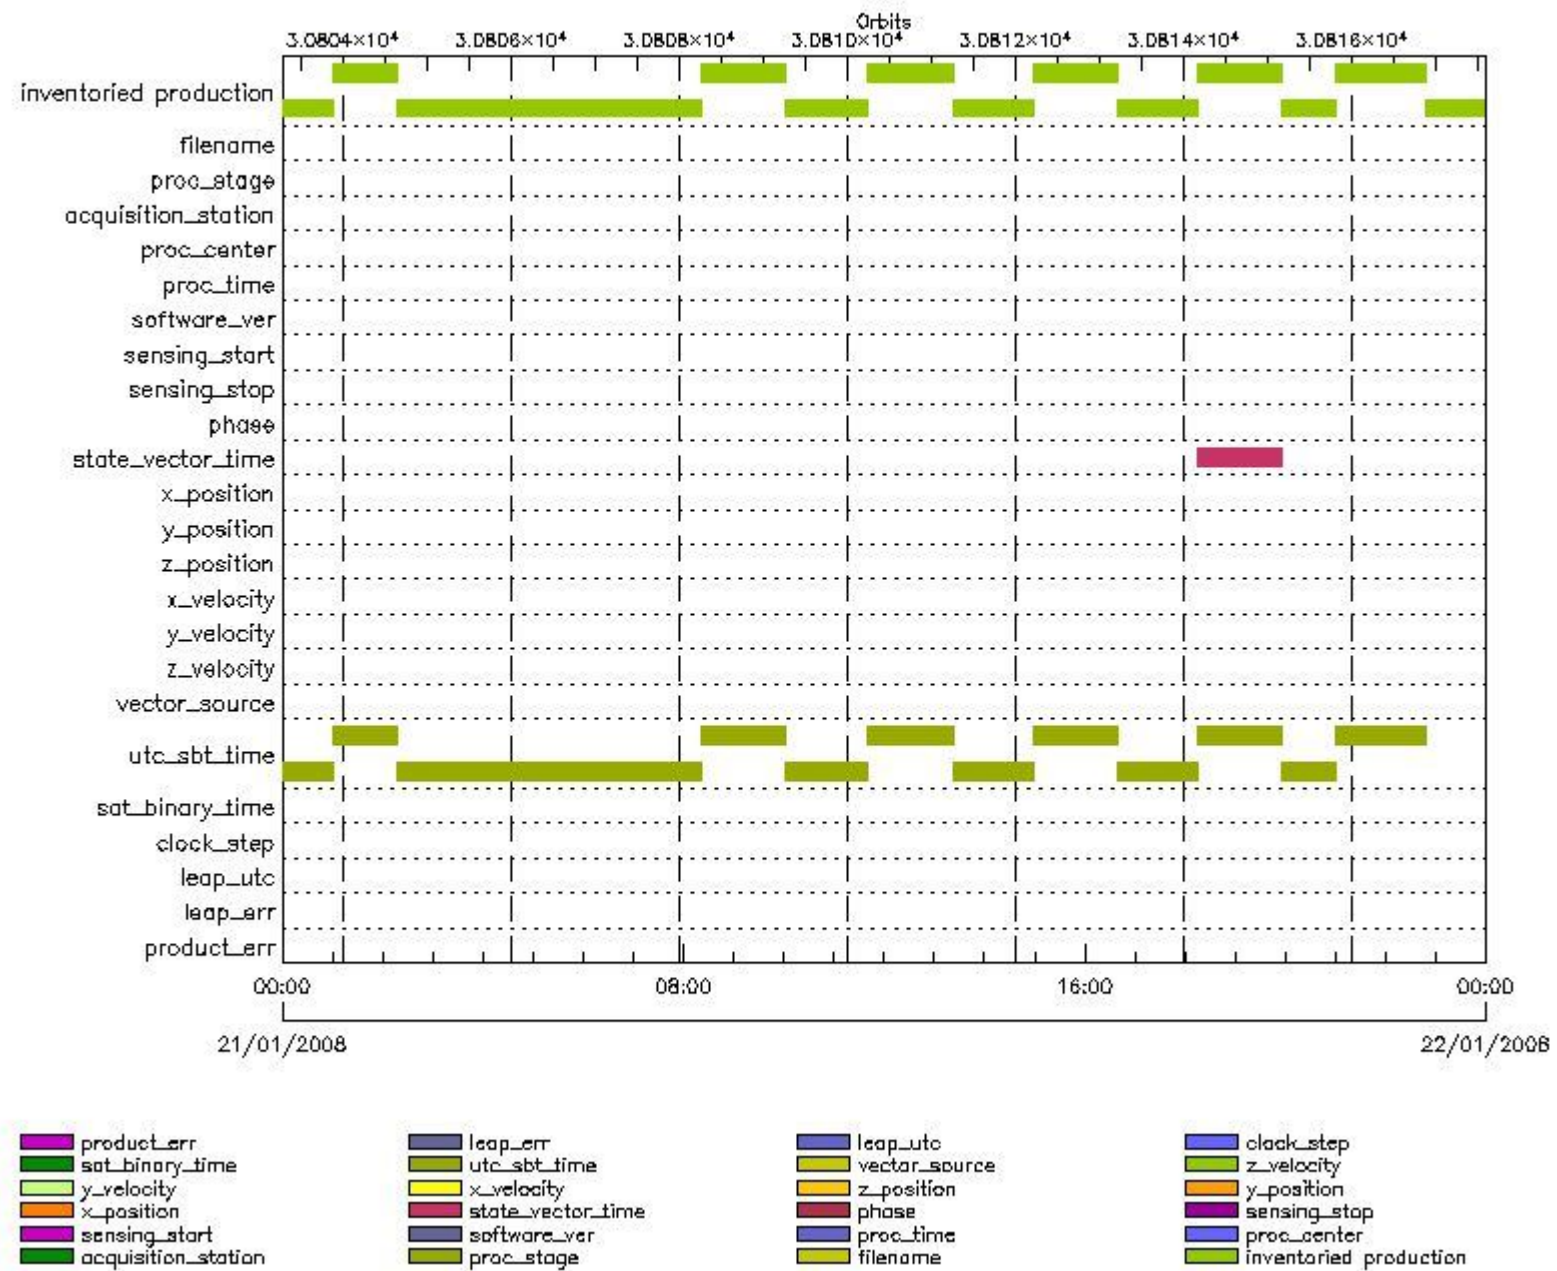 Orbits
3.0804×10⁴ 3.0806×10⁴ 3.0808×10⁴ 3.0810×10⁴ 3.0812×10⁴ 3.0814×10⁴ 3.0816×10⁴
inventoried production
filename
proc_stage
acquisition_station
proc_center
proc_time
software_ver
sensing_start
sensing_stop
phase
state_vector_time
x_position
y_position
z_position
x_velocity
y_velocity
z_velocity
vector_source
utc_sbt_time
sat_binary_time
clock_step
leap_utc
leap_err
product_err
00:00 08:00 16:00 00:00
21/01/2008 22/01/2008
product_err leap_err leap_utc clock_step
sat_binary_time utc_sbt_time vector_source z_velocity
y_velocity x_velocity z_position y_position
x_position state_vector_time phase sensing_stop
sensing_start software_ver proc_time proc_center
acquisition_station proc_stage filename inventoried production